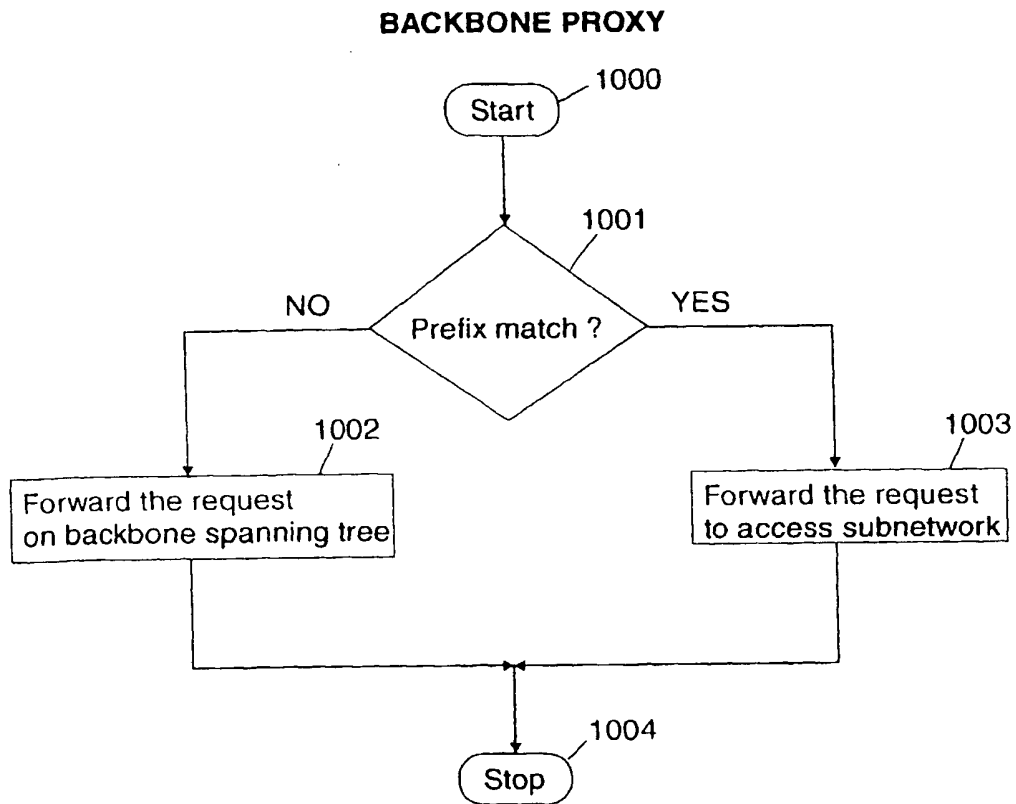 BACKBONE PROXY
1000
Start
1001
NO
YES
Prefix match ?
1002
1003
Forward the request
on backbone spanning tree
Forward the request
to access subnetwork
1004
Stop